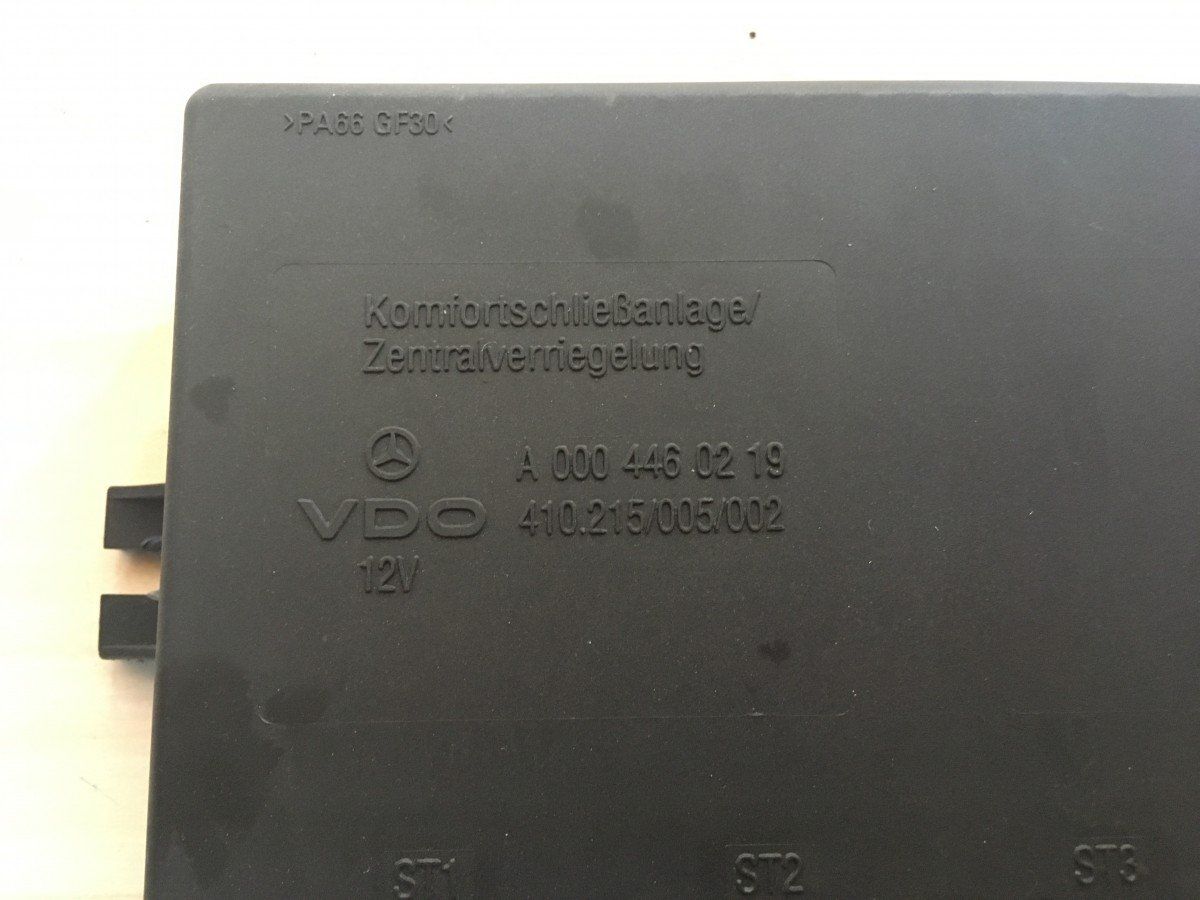 >PA66 GF30<
Komfortschließanlage/
Zentralverriegelung
A 000 446 02 19
VDO 410.215/005/002
12V
ST1 ST2 ST3